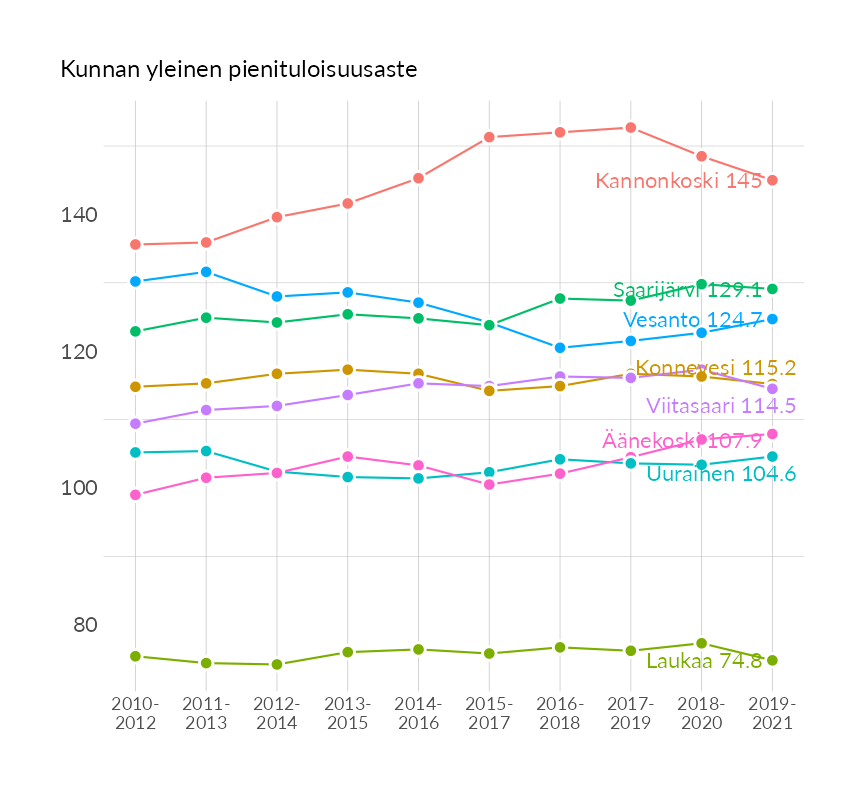 Kunnan yleinen pienituloisuusaste
Kannonkoski 145
140
Saarijärvi 129.1
Vesanto 124.7
120
Konnevesi 115.2
Viitasaari 114.5
Äänekoski 107.9
Uurainen 104.6
100
80
Laukaa 74.8
2010- 2011- 2012- 2013- 2014- 2015- 2016- 2017- 2018- 2019-
2012 2013 2014 2015 2016 2017 2018 2019 2020 2021